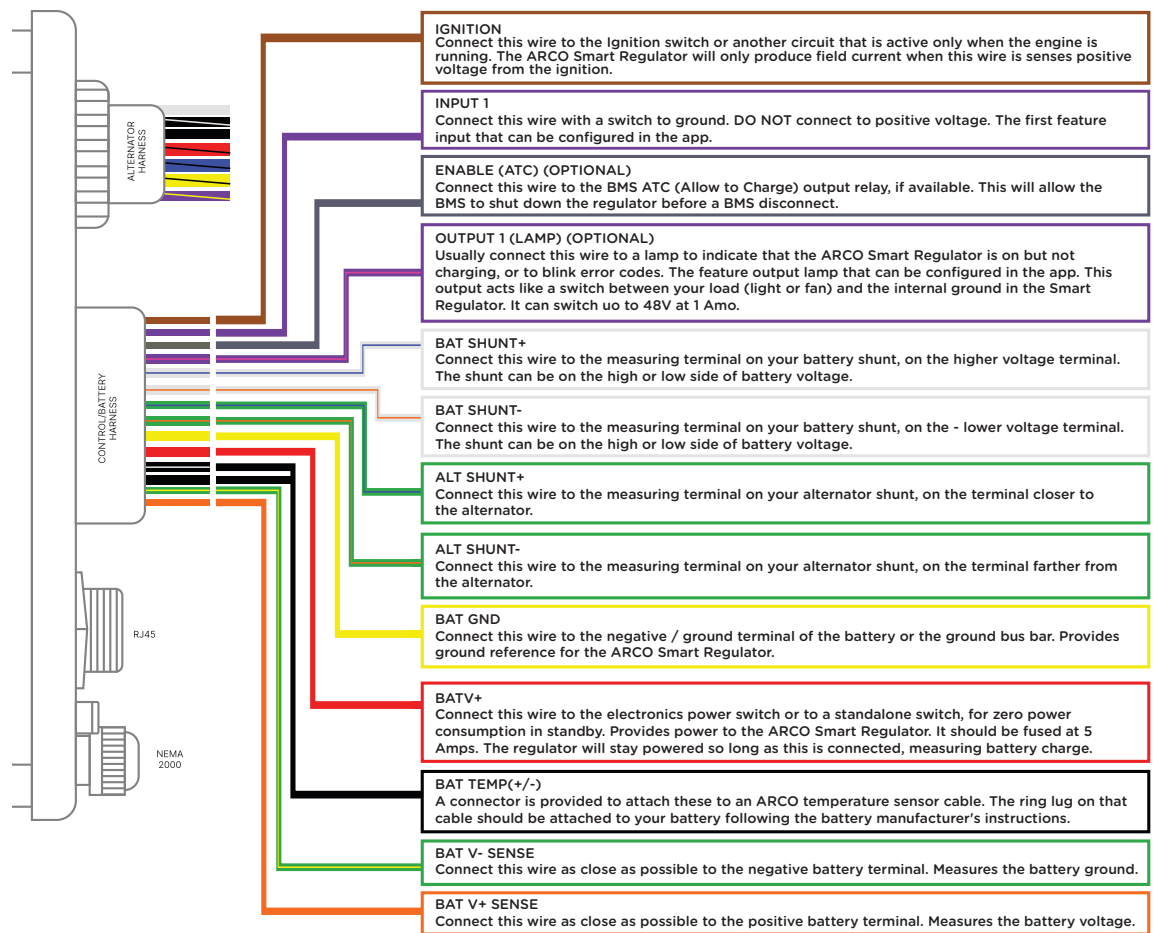 IGNITION
Connect this wire to the Ignition switch or another circuit that is active only when the engine is
running. The ARCO Smart Regulator will only produce field current when this wire is senses positive
voltage from the ignition.
INPUT 1
Connect this wire with a switch to ground. DO NOT connect to positive voltage. The first feature
input that can be configured in the app.
ENABLE (ATC) (OPTIONAL)
Connect this wire to the BMS ATC (Allow to Charge) output relay, if available. This will allow the
BMS to shut down the regulator before a BMS disconnect.
OUTPUT 1 (LAMP) (OPTIONAL)
Usually connect this wire to a lamp to indicate that the ARCO Smart Regulator is on but not
charging, or to blink error codes. The feature output lamp that can be configured in the app. This
output acts like a switch between your load (light or fan) and the internal ground in the Smart
Regulator. It can switch uo to 48V at 1 Amo.
BAT SHUNT+
Connect this wire to the measuring terminal on your battery shunt, on the higher voltage terminal.
The shunt can be on the high or low side of battery voltage.
BAT SHUNT-
Connect this wire to the measuring terminal on your battery shunt, on the - lower voltage terminal.
The shunt can be on the high or low side of battery voltage.
ALT SHUNT+
Connect this wire to the measuring terminal on your alternator shunt, on the terminal closer to
the alternator.
ALT SHUNT-
Connect this wire to the measuring terminal on your alternator shunt, on the terminal farther from
the alternator.
BAT GND
Connect this wire to the negative / ground terminal of the battery or the ground bus bar. Provides
ground reference for the ARCO Smart Regulator.
BATV+
Connect this wire to the electronics power switch or to a standalone switch, for zero power
consumption in standby. Provides power to the ARCO Smart Regulator. It should be fused at 5
Amps. The regulator will stay powered so long as this is connected, measuring battery charge.
BAT TEMP(+/-)
A connector is provided to attach these to an ARCO temperature sensor cable. The ring lug on that
cable should be attached to your battery following the battery manufacturer's instructions.
BAT V- SENSE
Connect this wire as close as possible to the negative battery terminal. Measures the battery ground.
BAT V+ SENSE
Connect this wire as close as possible to the positive battery terminal. Measures the battery voltage.
ALTERNATOR
HARNESS
CONTROL/BATTERY
HARNESS
RJ45
NEMA
2000